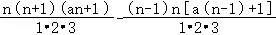 n(n+1)(an+1)/1•2•3 - (n-1)n[a(n-1)+1]/1•2•3